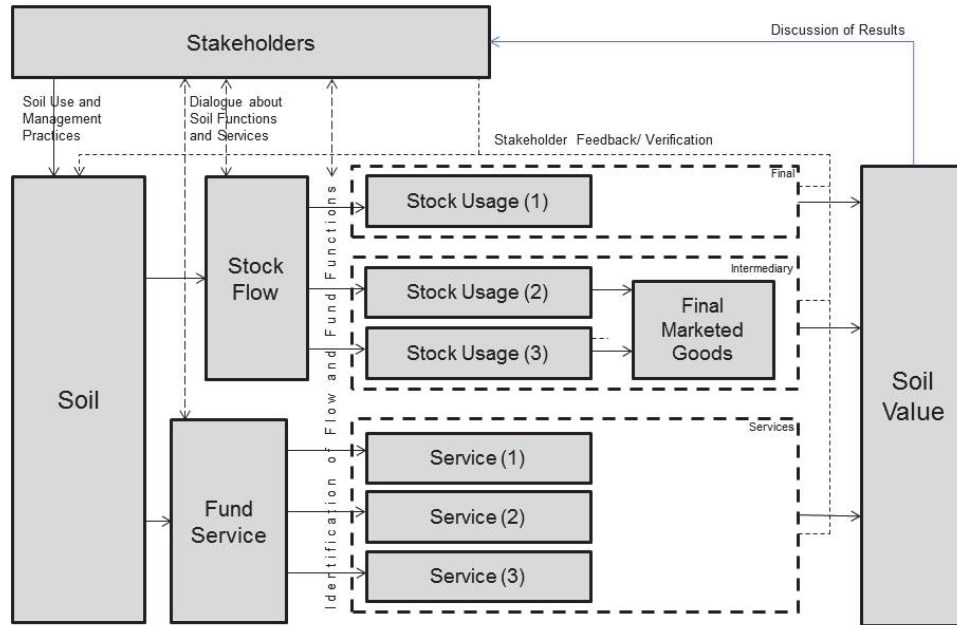 Stakeholders
Discussion of Results
Soil Use and
Management
Practices
Dialogue about
Soil Functions
and Services
Stakeholder Feedback/ Verification
Final
Stock Usage (1)
Stock
Flow
Intermediary
Stock Usage (2)
Stock Usage (3)
Final
Marketed
Goods
Soil
Identification of Flow and Fund Functions
Soil
Value
Services
Fund
Service
Service (1)
Service (2)
Service (3)